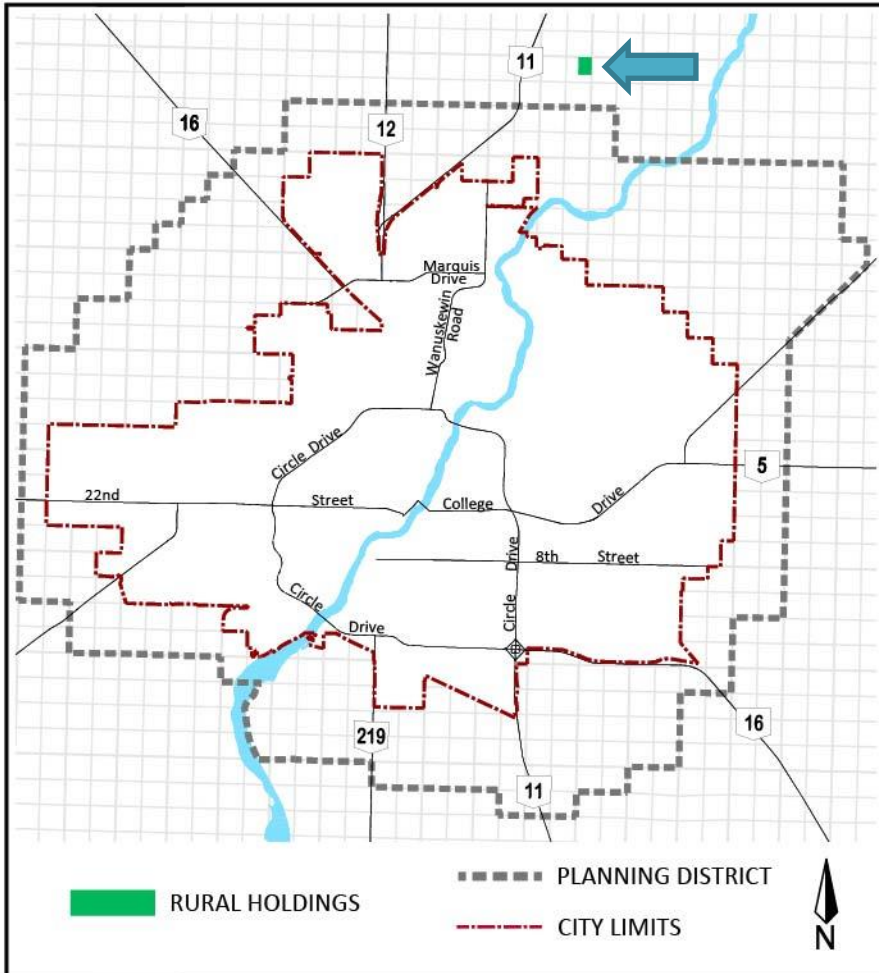 11
16
12
Marquis
Drive
Wanuskewin
Road
Circle Drive
5
22nd Street College Drive
Drive
8th Street
Circle
Circle
Drive
16
219
11
RURAL HOLDINGS
PLANNING DISTRICT
CITY LIMITS
N